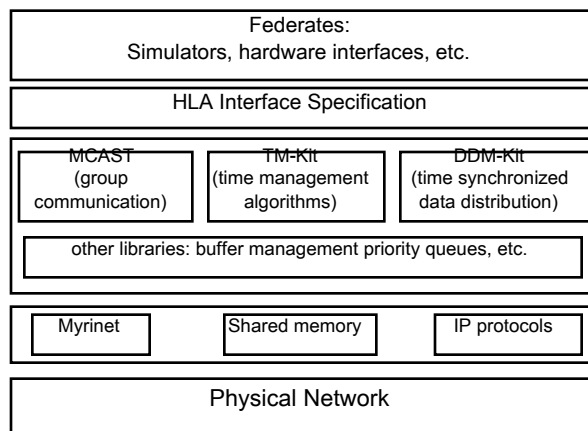 Federates:
Simulators, hardware interfaces, etc.
HLA Interface Specification
MCAST
(group
communication)
TM-Kit
(time management
algorithms)
DDM-Kit
(time synchronized
data distribution)
other libraries: buffer management priority queues, etc.
Myrinet
Shared memory
IP protocols
Physical Network